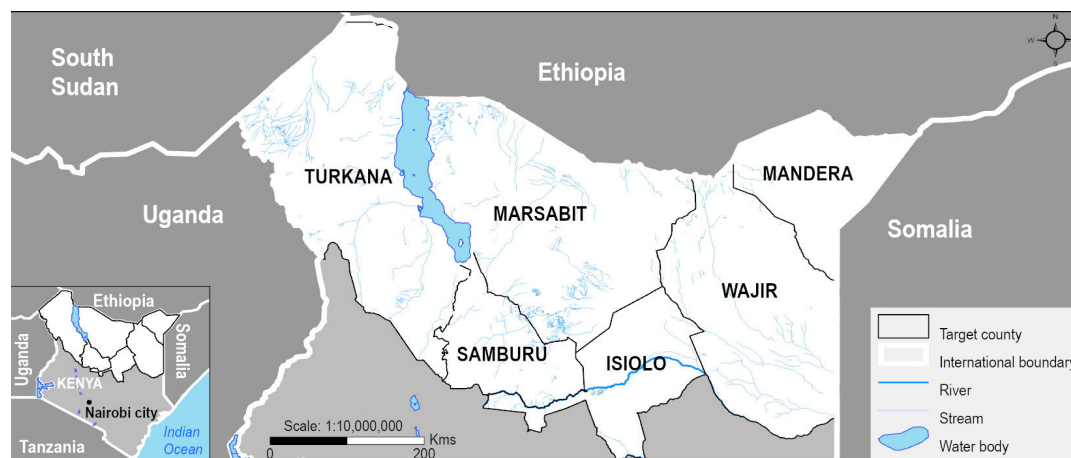 N
W
S
South
Sudan
Ethiopia
MANDERA
TURKANA
Uganda
MARSABIT
Somalia
WAJIR
SAMBURU
ISIOLO
Ethiopia
Uganda
Somalia
KENYA
Nairobi city
Tanzania
Indian
Ocean
Scale: 1:10,000,000
Kms
0
200
Target county
International boundary
River
Stream
Water body